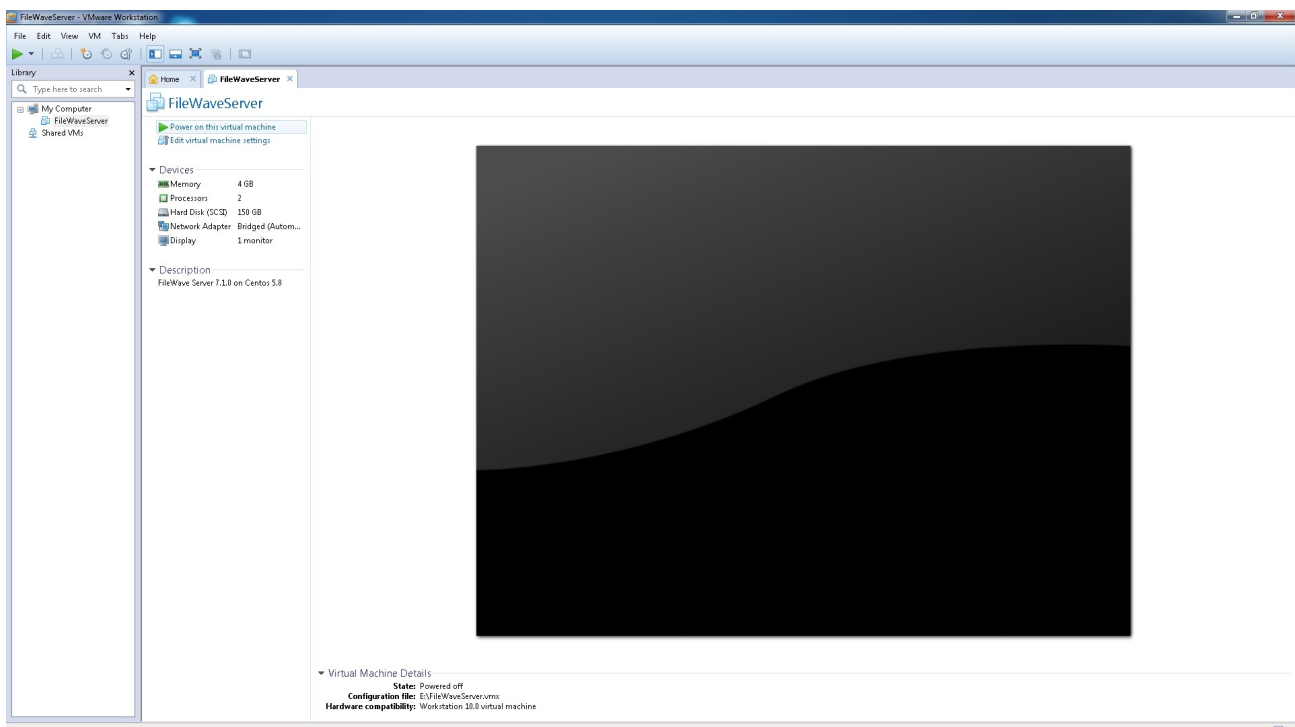 FileWaveServer - VMware Workstation
File Edit View VM Tabs Help
Library
Type here to search
My Computer
FileWaveServer
Shared VMs
Home
FileWaveServer
FileWaveServer
Power on this virtual machine
Edit virtual machine settings
Devices
Memory 4 GB
Processors 2
Hard Disk (SCSI) 150 GB
Network Adapter Bridged (Autom...
Display 1 monitor
Description
FileWave Server 7.1.0 on Centos 5.8
Virtual Machine Details
State: Powered off
Configuration file: E:\FileWaveServer.vmx
Hardware compatibility: Workstation 10.0 virtual machine